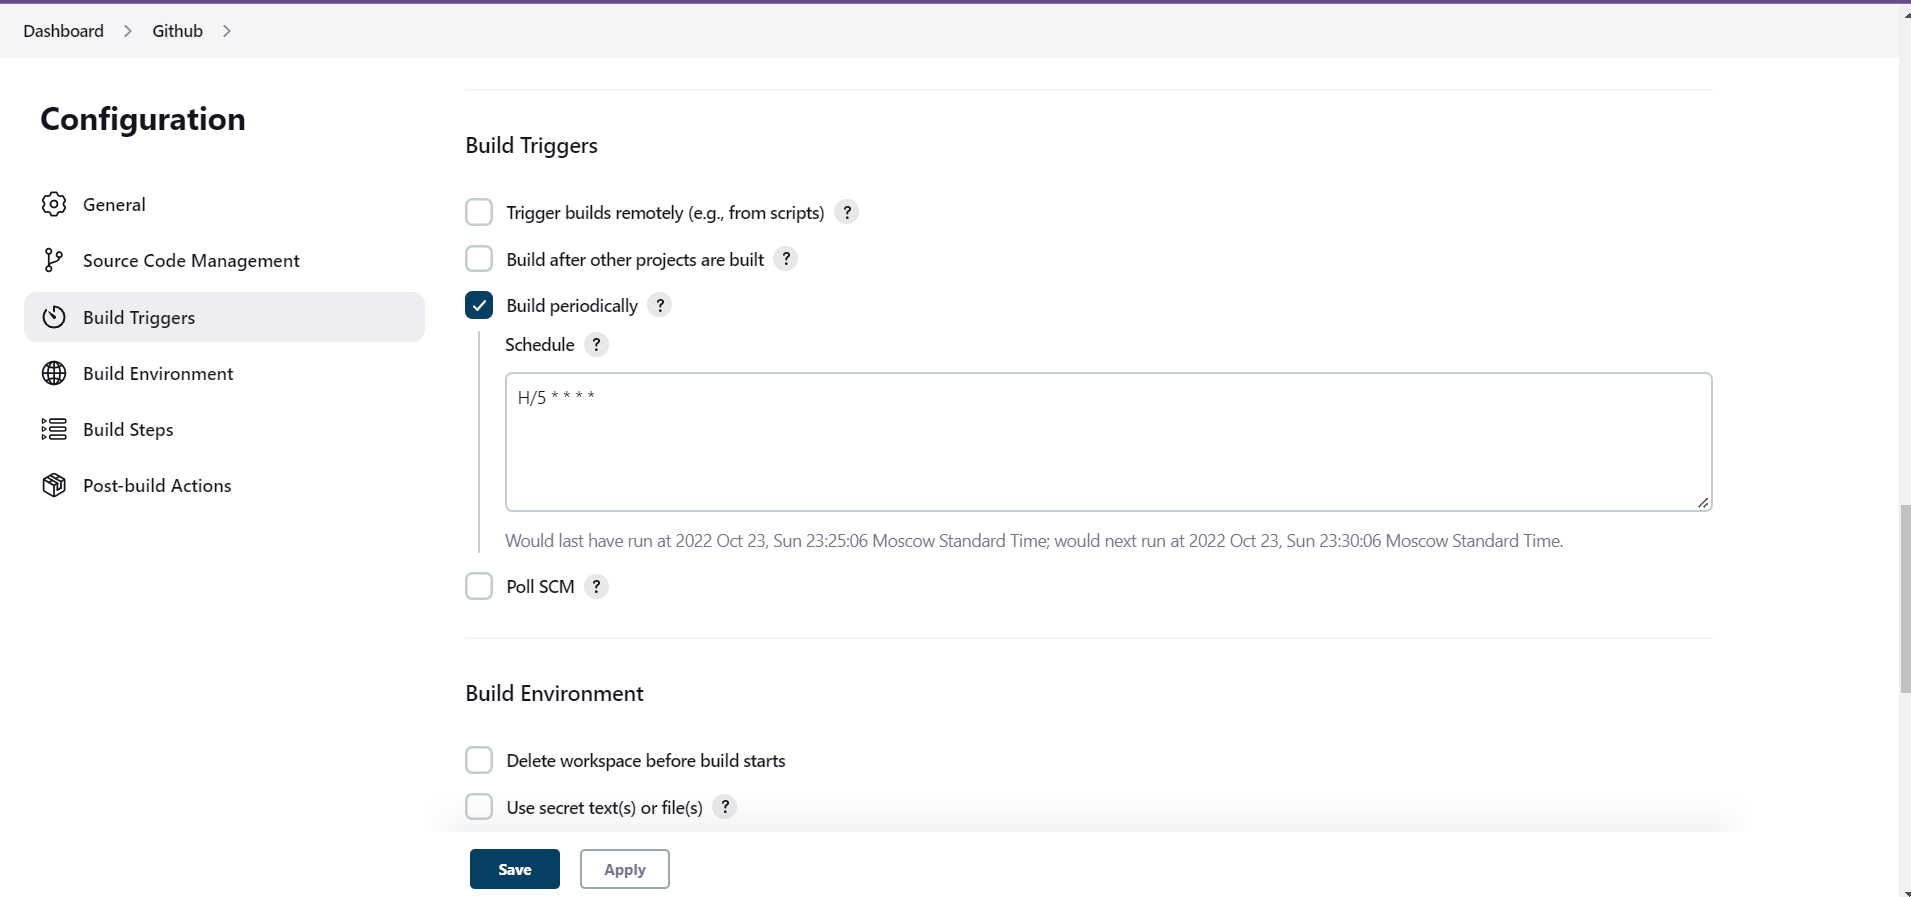 Dashboard > Github >
Configuration
General
Source Code Management
Build Triggers
Build Environment
Build Steps
Post-build Actions
Build Triggers
Trigger builds remotely (e.g., from scripts) ?
Build after other projects are built ?
Build periodically ?
Schedule ?
H/5 * * * *
Would last have run at 2022 Oct 23, Sun 23:25:06 Moscow Standard Time; would next run at 2022 Oct 23, Sun 23:30:06 Moscow Standard Time.
Poll SCM ?
Build Environment
Delete workspace before build starts
Use secret text(s) or file(s) ?
Save Apply